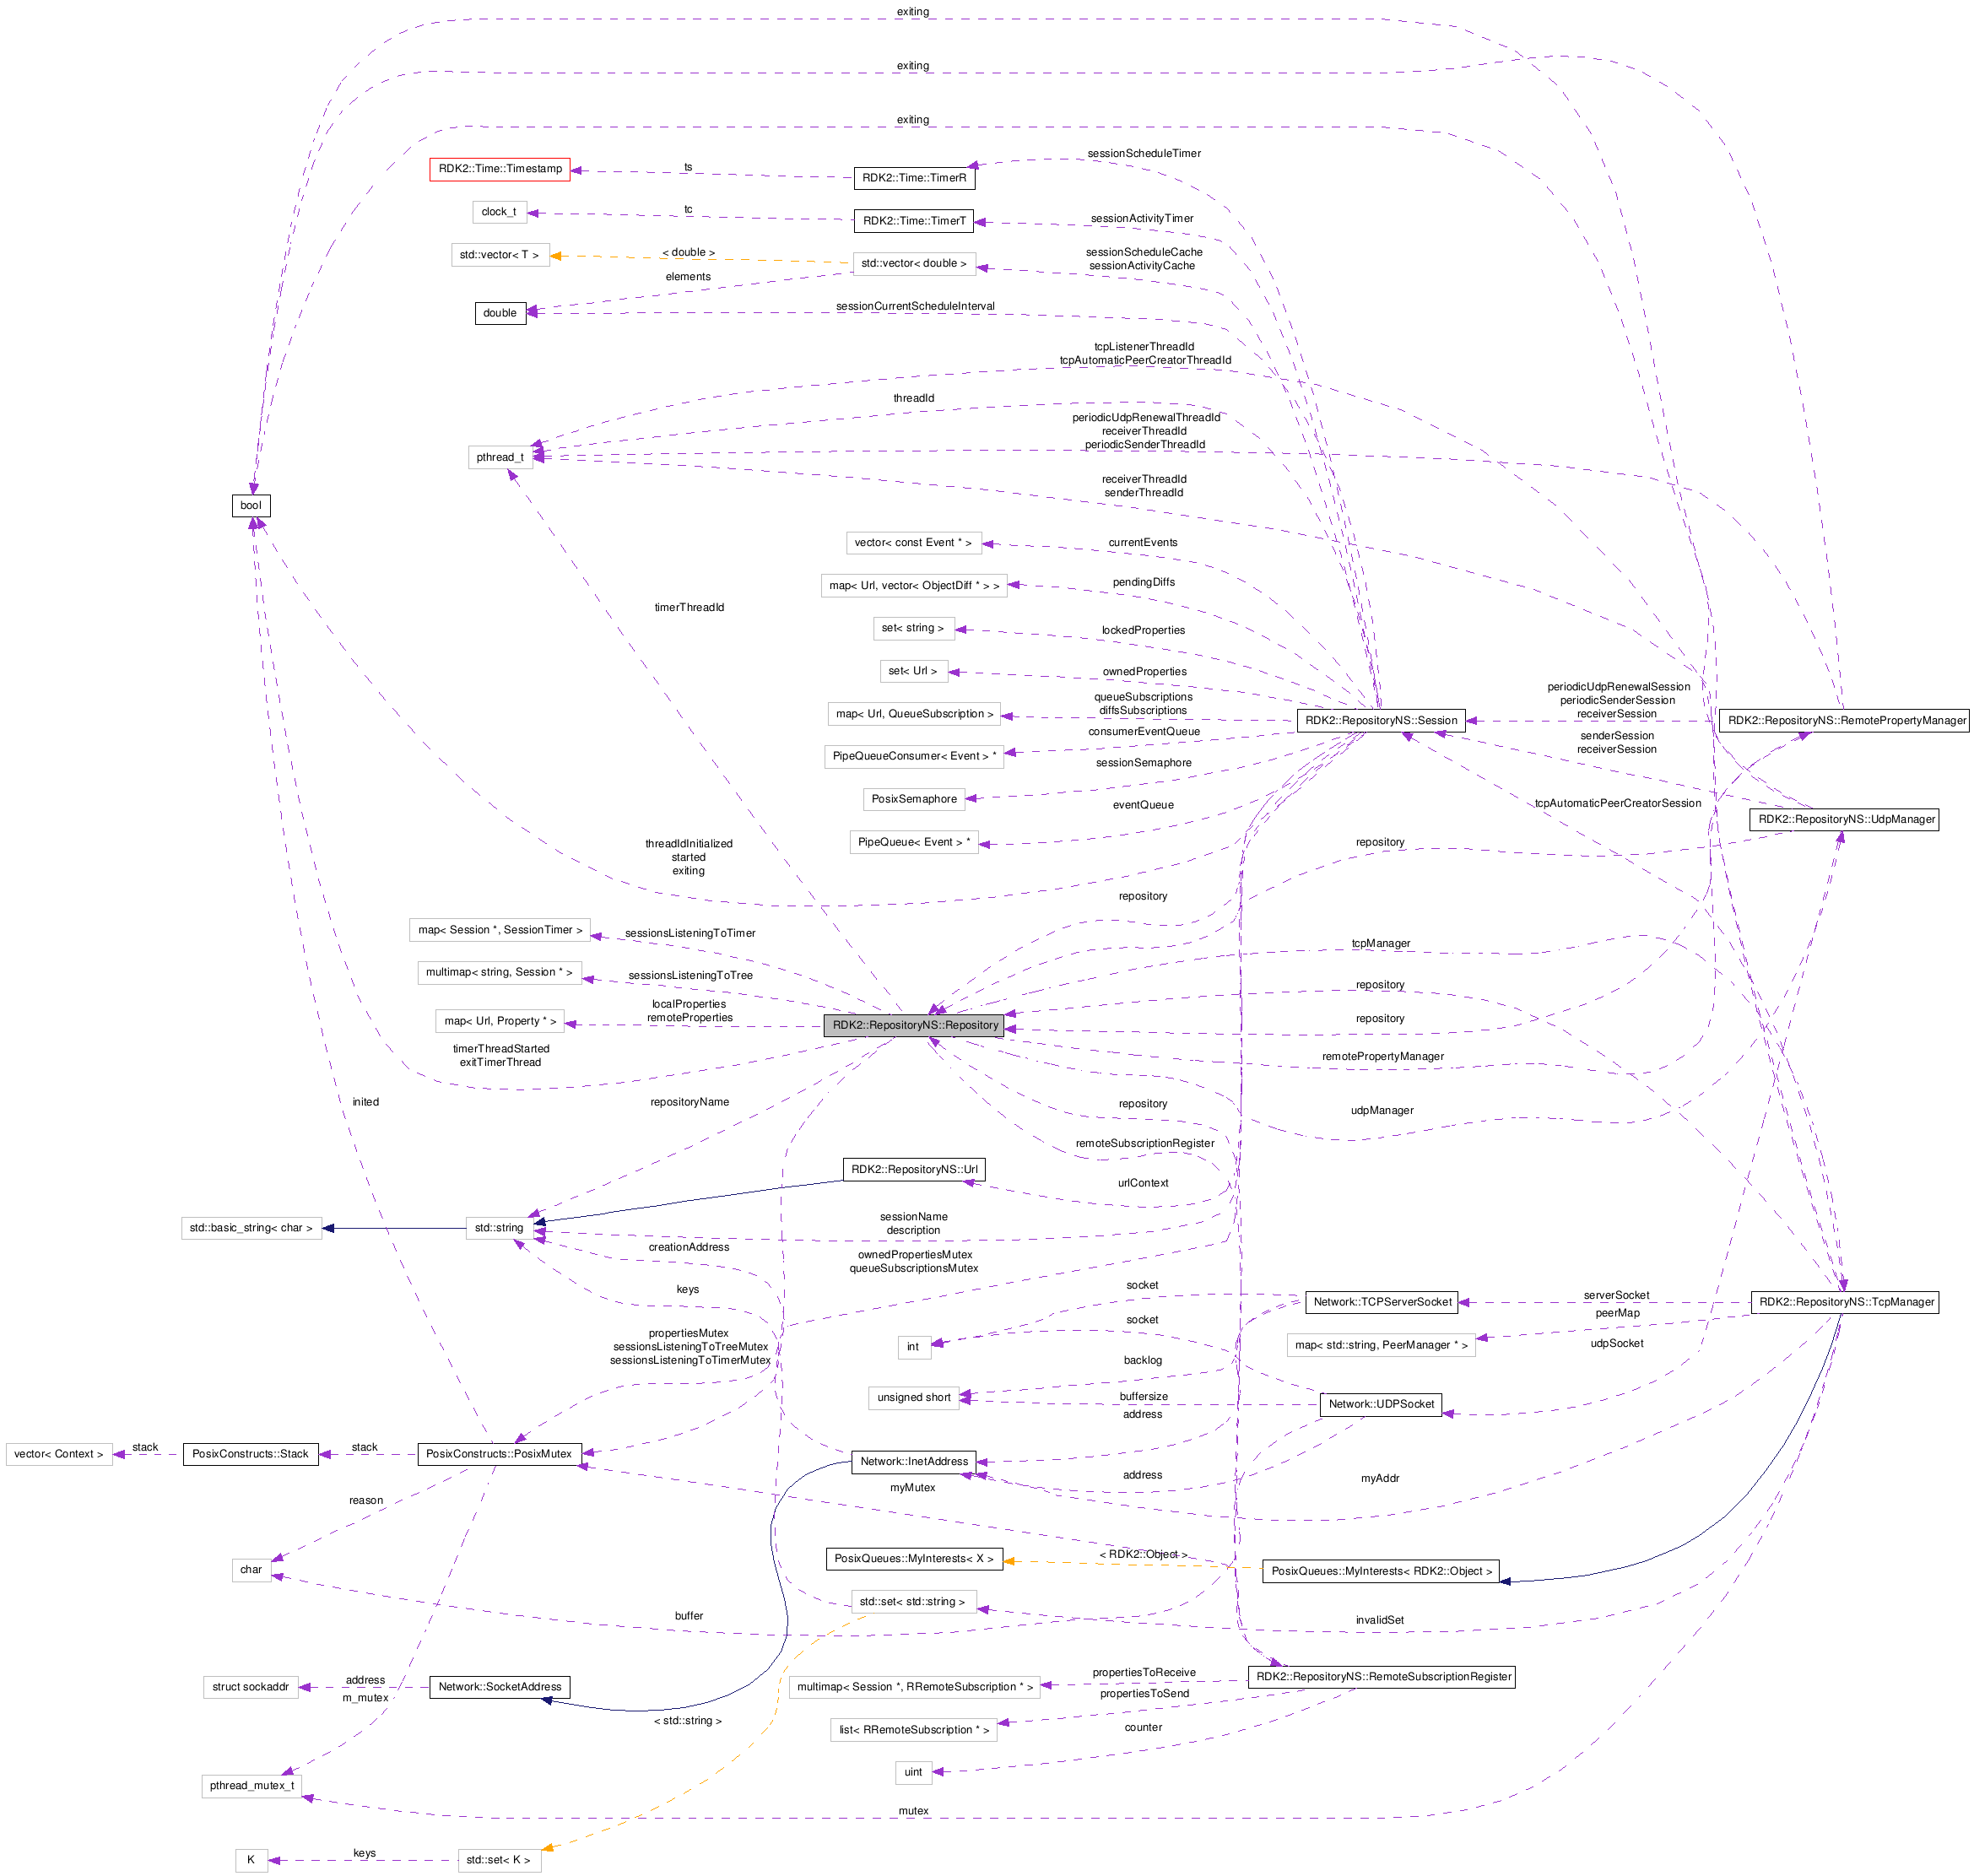 exiting
exiting
exiting
sessionScheduleTimer
RDK2::Time::Timestamp
ts
RDK2::Time::TimerR
clock_t
tc
RDK2::Time::TimerT
sessionActivityTimer
std::vector< T >
< double >
std::vector< double >
sessionScheduleCache
sessionActivityCache
elements
double
sessionCurrentScheduleInterval
tcpListenerThreadId
tcpAutomaticPeerCreatorThreadId
threadId
periodicUdpRenewalThreadId
receiverThreadId
periodicSenderThreadId
pthread_t
receiverThreadId
senderThreadId
bool
vector< const Event * >
currentEvents
map< Url, vector< ObjectDiff * > >
pendingDiffs
timerThreadId
set< string >
lockedProperties
set< Url >
ownedProperties
map< Url, QueueSubscription >
queueSubscriptions
diffsSubscriptions
RDK2::RepositoryNS::Session
periodicUdpRenewalSession
periodicSenderSession
receiverSession
RDK2::RepositoryNS::RemotePropertyManager
PipeQueueConsumer< Event > *
consumerEventQueue
senderSession
receiverSession
PosixSemaphore
sessionSemaphore
tcpAutomaticPeerCreatorSession
RDK2::RepositoryNS::UdpManager
PipeQueue< Event > *
eventQueue
threadIdInitialized
started
exiting
repository
repository
map< Session *, SessionTimer >
sessionsListeningToTimer
tcpManager
multimap< string, Session * >
sessionsListeningToTree
repository
map< Url, Property * >
localProperties
remoteProperties
RDK2::RepositoryNS::Repository
repository
timerThreadStarted
exitTimerThread
remotePropertyManager
inited
repositoryName
repository
udpManager
remoteSubscriptionRegister
RDK2::RepositoryNS::Url
urlContext
std::basic_string< char >
std::string
sessionName
description
creationAddress
ownedPropertiesMutex
queueSubscriptionsMutex
keys
socket
Network::TCPServerSocket
serverSocket
RDK2::RepositoryNS::TcpManager
peerMap
propertiesMutex
sessionsListeningToTreeMutex
sessionsListeningToTimerMutex
int
socket
map< std::string, PeerManager * >
udpSocket
backlog
unsigned short
buffersize
Network::UDPSocket
address
vector< Context >
stack
PosixConstructs::Stack
stack
PosixConstructs::PosixMutex
Network::InetAddress
address
myAddr
myMutex
reason
char
PosixQueues::MyInterests< X >
< RDK2::Object >
PosixQueues::MyInterests< RDK2::Object >
std::set< std::string >
buffer
invalidSet
struct sockaddr
address
Network::SocketAddress
m_mutex
multimap< Session *, RRemoteSubscription * >
propertiesToReceive
RDK2::RepositoryNS::RemoteSubscriptionRegister
propertiesToSend
< std::string >
list< RRemoteSubscription * >
counter
uint
pthread_mutex_t
mutex
K
keys
std::set< K >